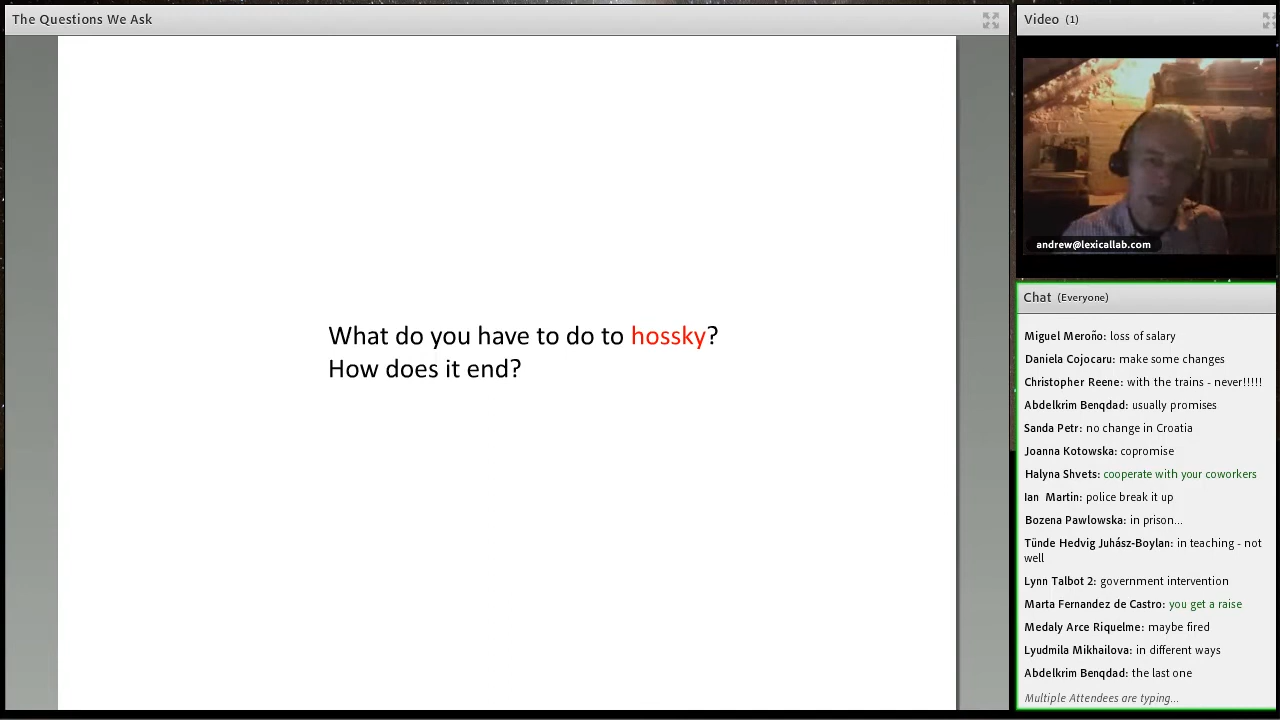 The Questions We Ask
What do you have to do to hossky?
How does it end?
Video (1)
andrew@lexicallab.com
Chat (Everyone)
Miguel Meroño: loss of salary
Daniela Cojocaru: make some changes
Christopher Reene: with the trains - never!!!!!
Abdelkrim Benqdad: usually promises
Sanda Petr: no change in Croatia
Joanna Kotowska: copromise
Halyna Shvets: cooperate with your coworkers
Ian Martin: police break it up
Bozena Pawlowska: in prison...
Tünde Hedvig Juhász-Boylan: in teaching - not
well
Lynn Talbot 2: government intervention
Marta Fernandez de Castro: you get a raise
Medaly Arce Riquelme: maybe fired
Lyudmila Mikhailova: in different ways
Abdelkrim Benqdad: the last one
Multiple Attendees are typing...